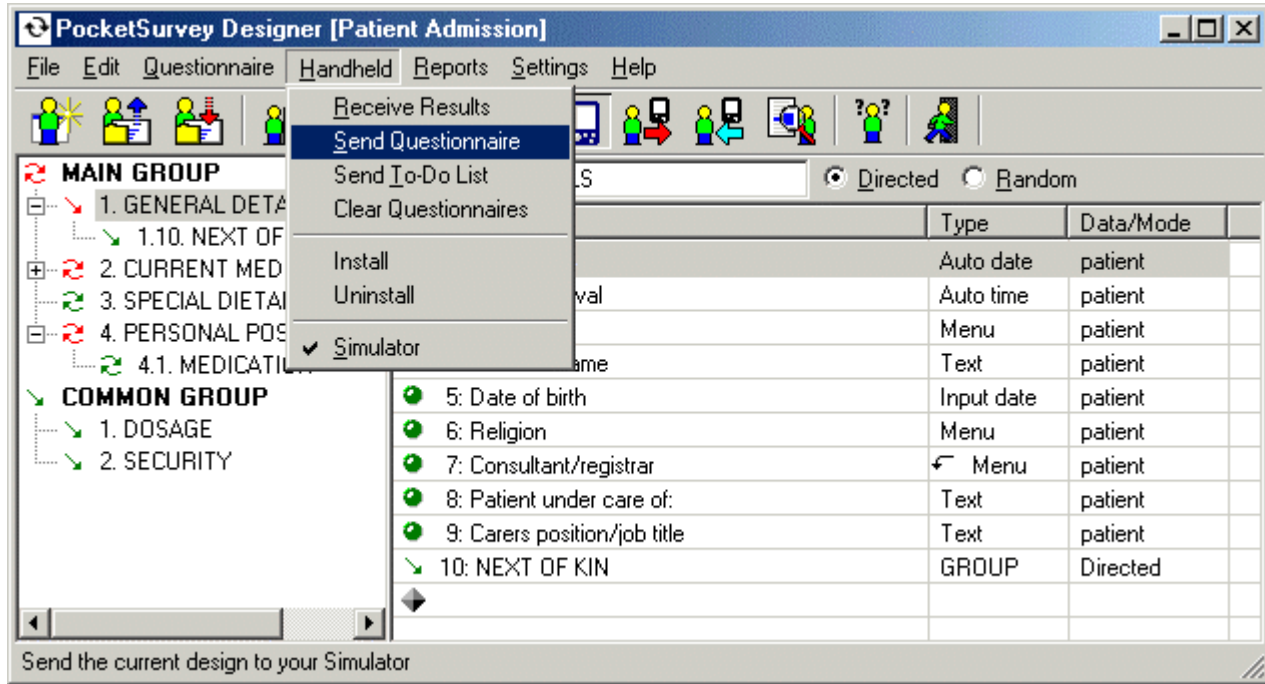 PocketSurvey Designer [Patient Admission]
File Edit Questionnaire Handheld Reports Settings Help
Receive Results
Send Questionnaire
Send To-Do List
Clear Questionnaires
Install
Uninstall
Simulator
MAIN GROUP
1. GENERAL DETA
1.10. NEXT OF
2. CURRENT MED
3. SPECIAL DIETA
4. PERSONAL POS
4.1. MEDICATI
COMMON GROUP
1. DOSAGE
2. SECURITY
LS Directed Random
Type Data/Mode
Auto date patient
val Auto time patient
Menu patient
ame Text patient
5: Date of birth Input date patient
6: Religion Menu patient
7: Consultant/registrar Menu patient
8: Patient under care of: Text patient
9: Carers position/job title Text patient
10: NEXT OF KIN GROUP Directed
Send the current design to your Simulator